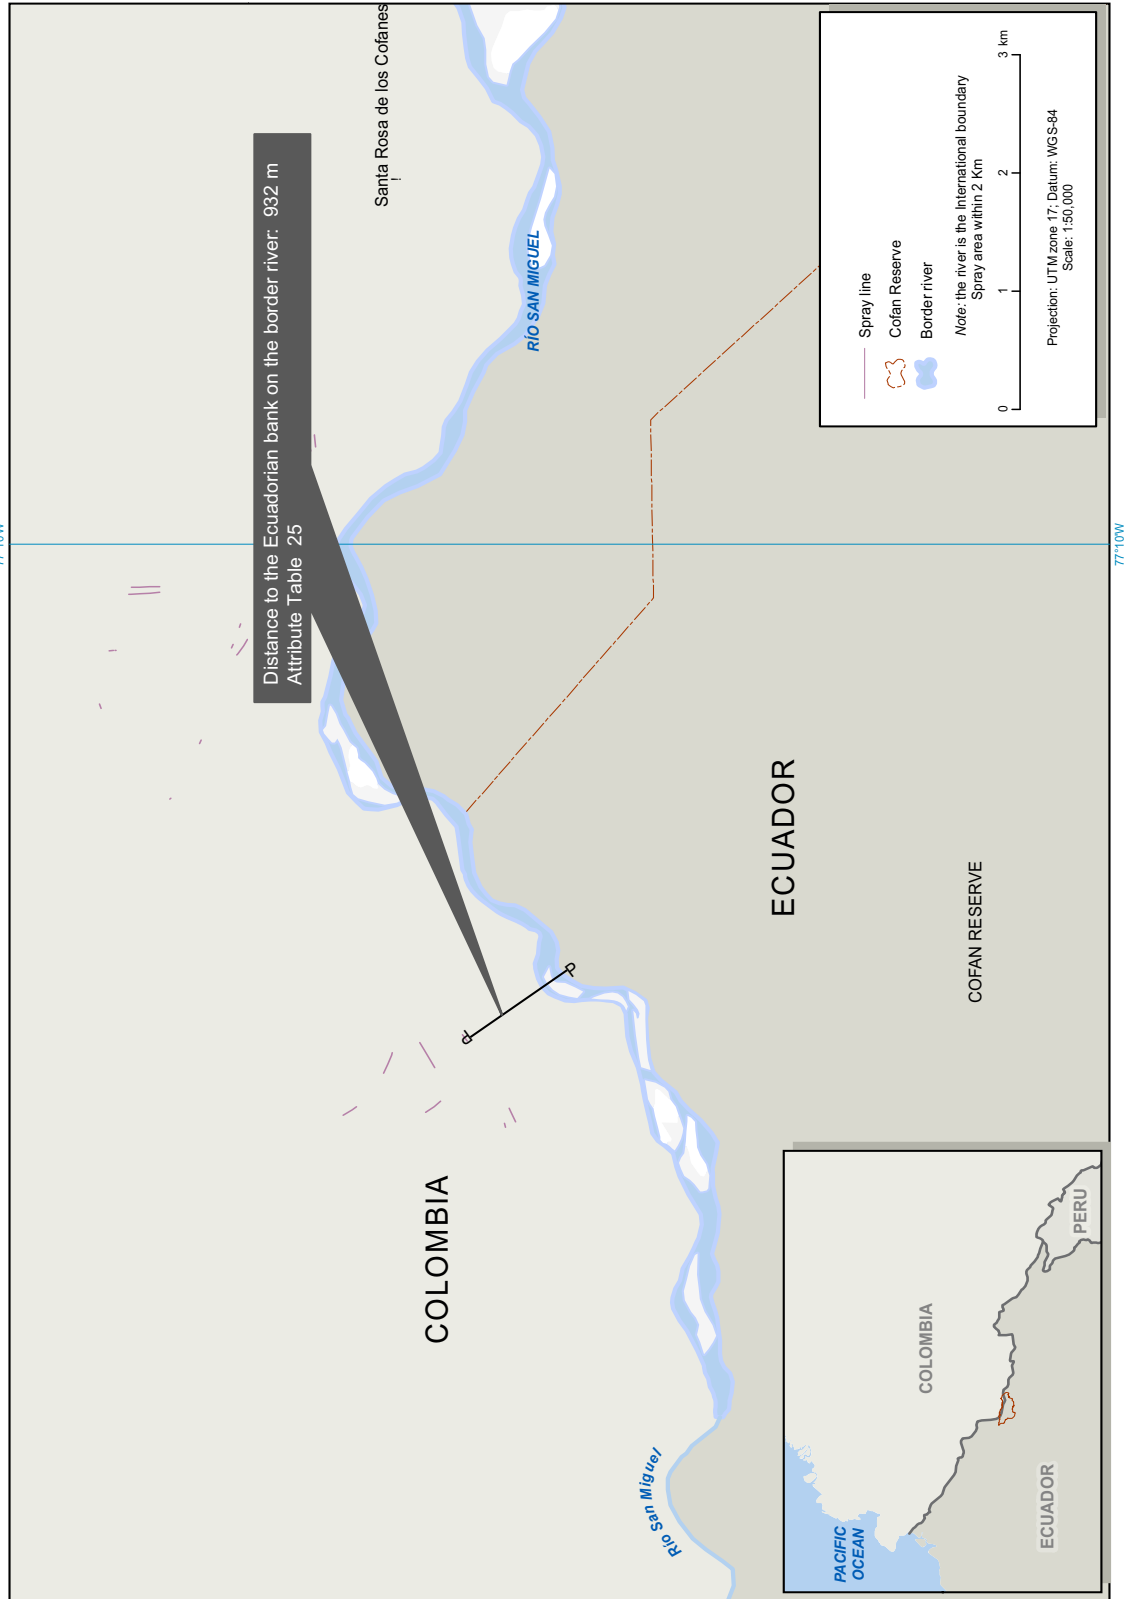 Santa Rosa de los Cofanes
Distance to the Ecuadorian bank on the border river: 932 m
Attribute Table 25
RÍO SAN MIGUEL
COLOMBIA
ECUADOR
COFAN RESERVE
Río San Miguel
77°10'W
Spray line
Cofan Reserve
Border river
Note: the river is the International boundary
Spray area within 2 Km
0 1 2 3 km
Projection: UTM zone 17; Datum: WGS-84
Scale: 1:50,000
PACIFIC
OCEAN
COLOMBIA
ECUADOR
PERU